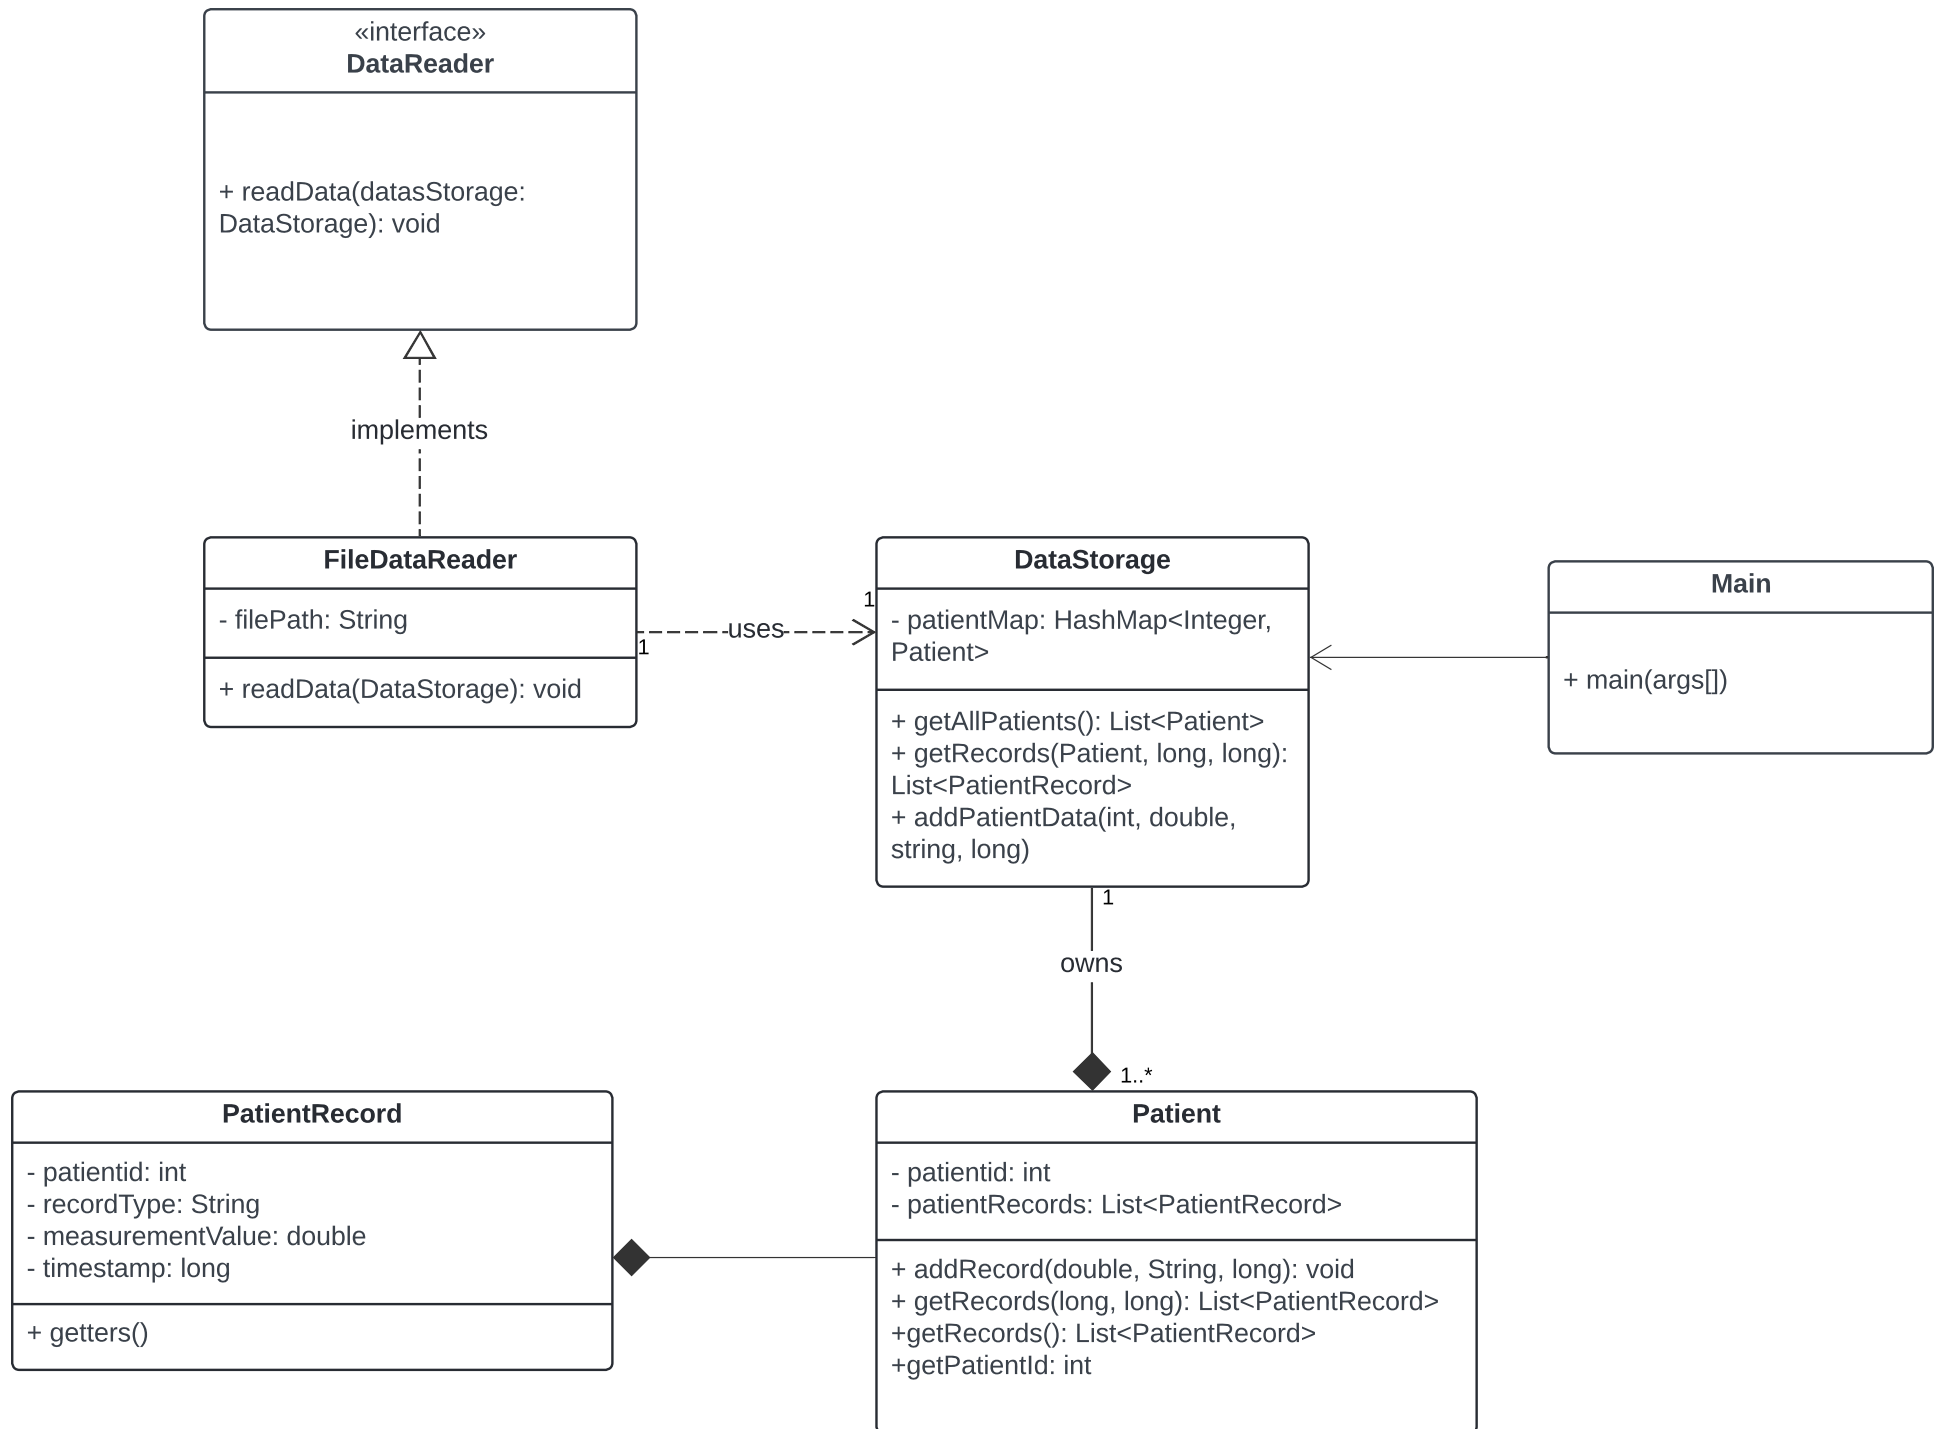 «interface»
DataReader
+ readData(datasStorage:
DataStorage): void
implements
FileDataReader
- filePath: String
+ readData(DataStorage): void
1
uses
1
DataStorage
- patientMap: HashMap<Integer,
Patient>
+ getAllPatients(): List<Patient>
+ getRecords(Patient, long, long):
List<PatientRecord>
+ addPatientData(int, double,
string, long)
Main
+ main(args[])
1
owns
1..*
PatientRecord
- patientid: int
- recordType: String
- measurementValue: double
- timestamp: long
+ getters()
Patient
- patientid: int
- patientRecords: List<PatientRecord>
+ addRecord(double, String, long): void
+ getRecords(long, long): List<PatientRecord>
+getRecords(): List<PatientRecord>
+getPatientId: int